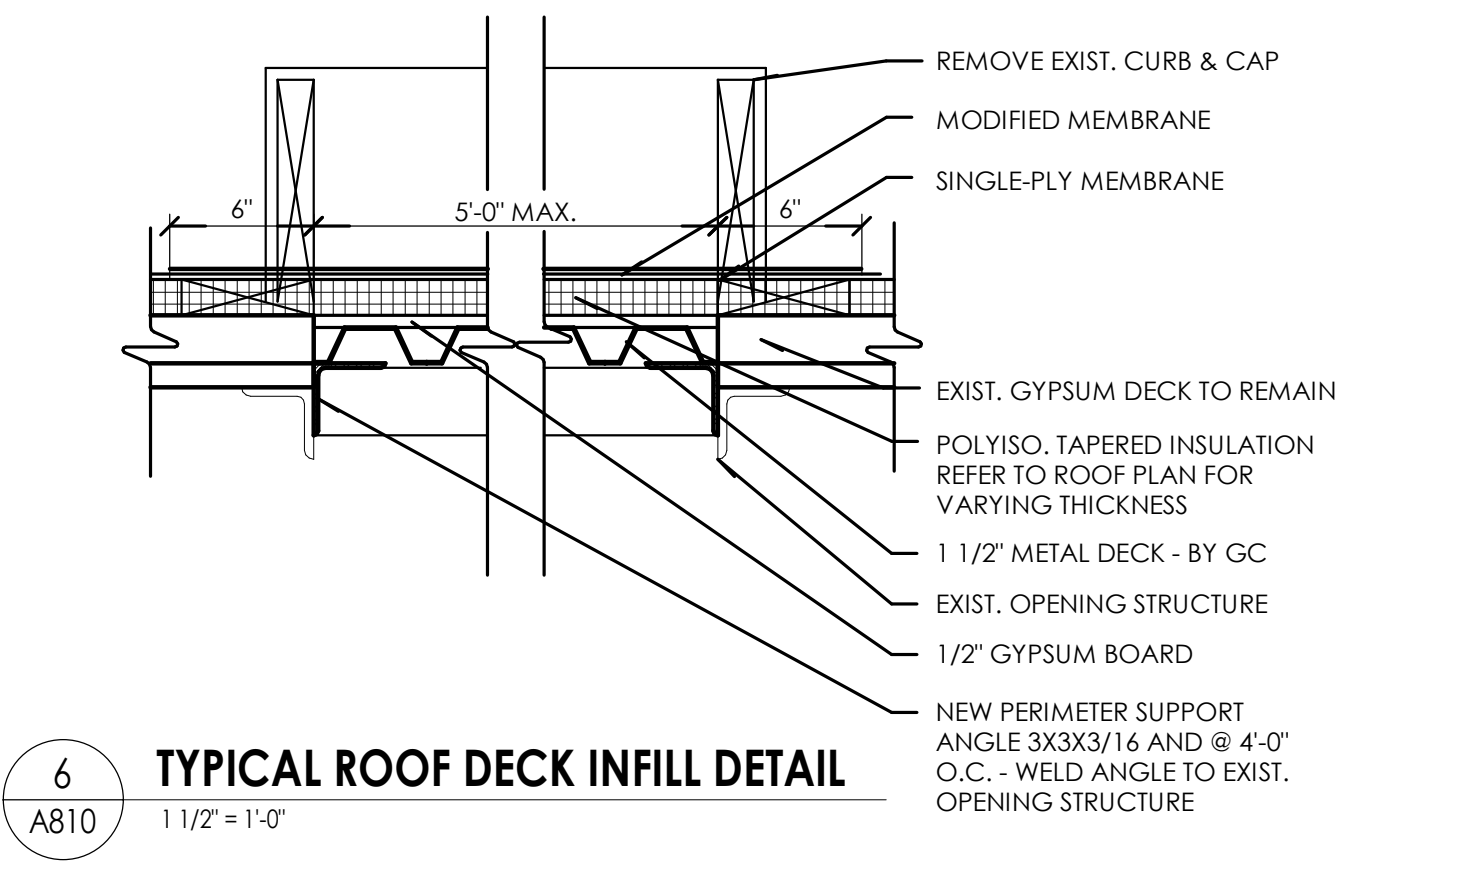 REMOVE EXIST. CURB & CAP
MODIFIED MEMBRANE
SINGLE-PLY MEMBRANE
6"
5'-0" MAX.
6"
EXIST. GYPSUM DECK TO REMAIN
POLYISO. TAPERED INSULATION
REFER TO ROOF PLAN FOR
VARYING THICKNESS
1 1/2" METAL DECK - BY GC
EXIST. OPENING STRUCTURE
1/2" GYPSUM BOARD
NEW PERIMETER SUPPORT
ANGLE 3X3X3/16 AND @ 4'-0"
O.C. - WELD ANGLE TO EXIST.
OPENING STRUCTURE
6
A810
TYPICAL ROOF DECK INFILL DETAIL
1 1/2" = 1'-0"